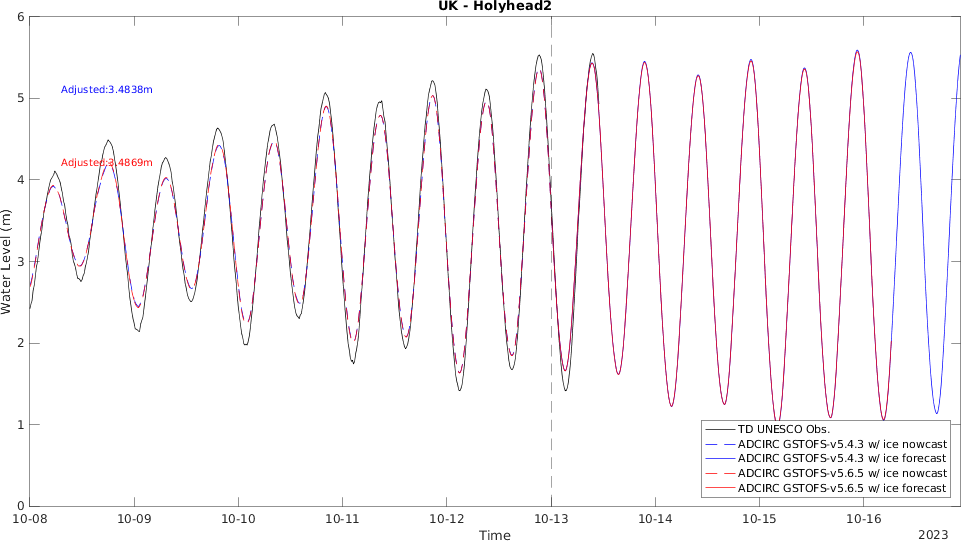 UK - Holyhead2
6
5
4
3
2
1
0
Water Level (m)
Adjusted:3.4838m
Adjusted:3.4869m
TD UNESCO Obs.
ADCIRC GSTOFS-v5.4.3 w/ ice nowcast
ADCIRC GSTOFS-v5.4.3 w/ ice forecast
ADCIRC GSTOFS-v5.6.5 w/ ice nowcast
ADCIRC GSTOFS-v5.6.5 w/ ice forecast
10-08 10-09 10-10 10-11 10-12 10-13 10-14 10-15 10-16
Time
2023